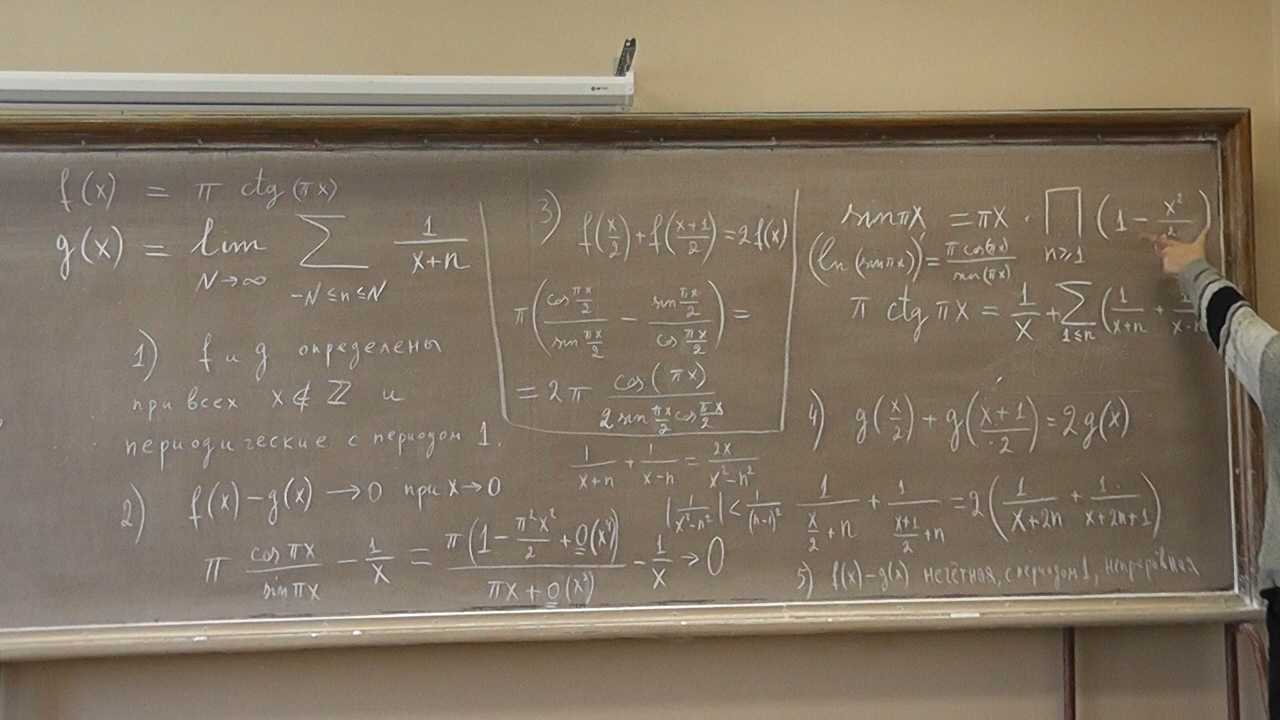 f(x) = π ctg (πx)
g(x) = lim N→∞ ∑ -N≤n≤N 1/(x+n)
1) f и g определены
при всех x∉ℤ и
периодические с периодом 1.
2) f(x)-g(x) →0 при x→0
π cos πx / sin πx - 1/x = π(1 - π²x²/2 + O(x⁴)) / (πx + O(x³)) - 1/x → 0
3) f(x/2)+f((x+1)/2)=2f(x)
π(cos πx/2 / sin πx/2 - sin πx/2 / cos πx/2) =
= 2π cos(πx) / (2 sin πx/2 cos πx/2)
1/(x+n) + 1/(x-n) = 2x/(x²-n²)
|1/(x²-n²)| < 1/(n-1)²
sin πx = πx · ∏ n≥1 (1 - x²/
(ln(sin πx))' = π cos(πx) / sin(πx)
π ctg πx = 1/x + ∑ 1≤n (1/(x+n) + 1/(x-n
4) g(x/2) + g((x+1)/2) = 2g(x)
1/(x/2+n) + 1/((x+1)/2+n) = 2(1/(x+2n) + 1/(x+2n+1))
5) f(x)-g(x) нечётная, с периодом 1, непрерывная